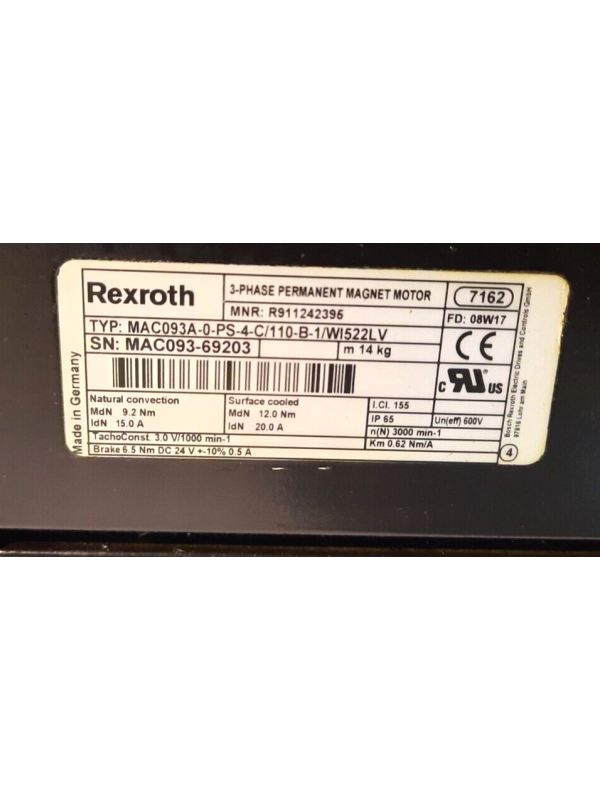 Rexroth
3-PHASE PERMANENT MAGNET MOTOR
7162
MNR: R911242395
FD: 08W17
TYP: MAC093A-0-PS-4-C/110-B-1/WI522LV
SN: MAC093-69203
m 14 kg
CE
c RU US
Natural convection
MdN 9.2 Nm
IdN 15.0 A
Surface cooled
MdN 12.0 Nm
IdN 20.0 A
I.Cl. 155
IP 65
Un(eff) 600V
n(N) 3000 min-1
TachoConst. 3.0 V/1000 min-1
Km 0.62 Nm/A
Brake 6.5 Nm DC 24 V +-10% 0.5 A
4
Made in Germany
Bosch Rexroth Electric Drives and Controls GmbH
97816 Lohr am Main